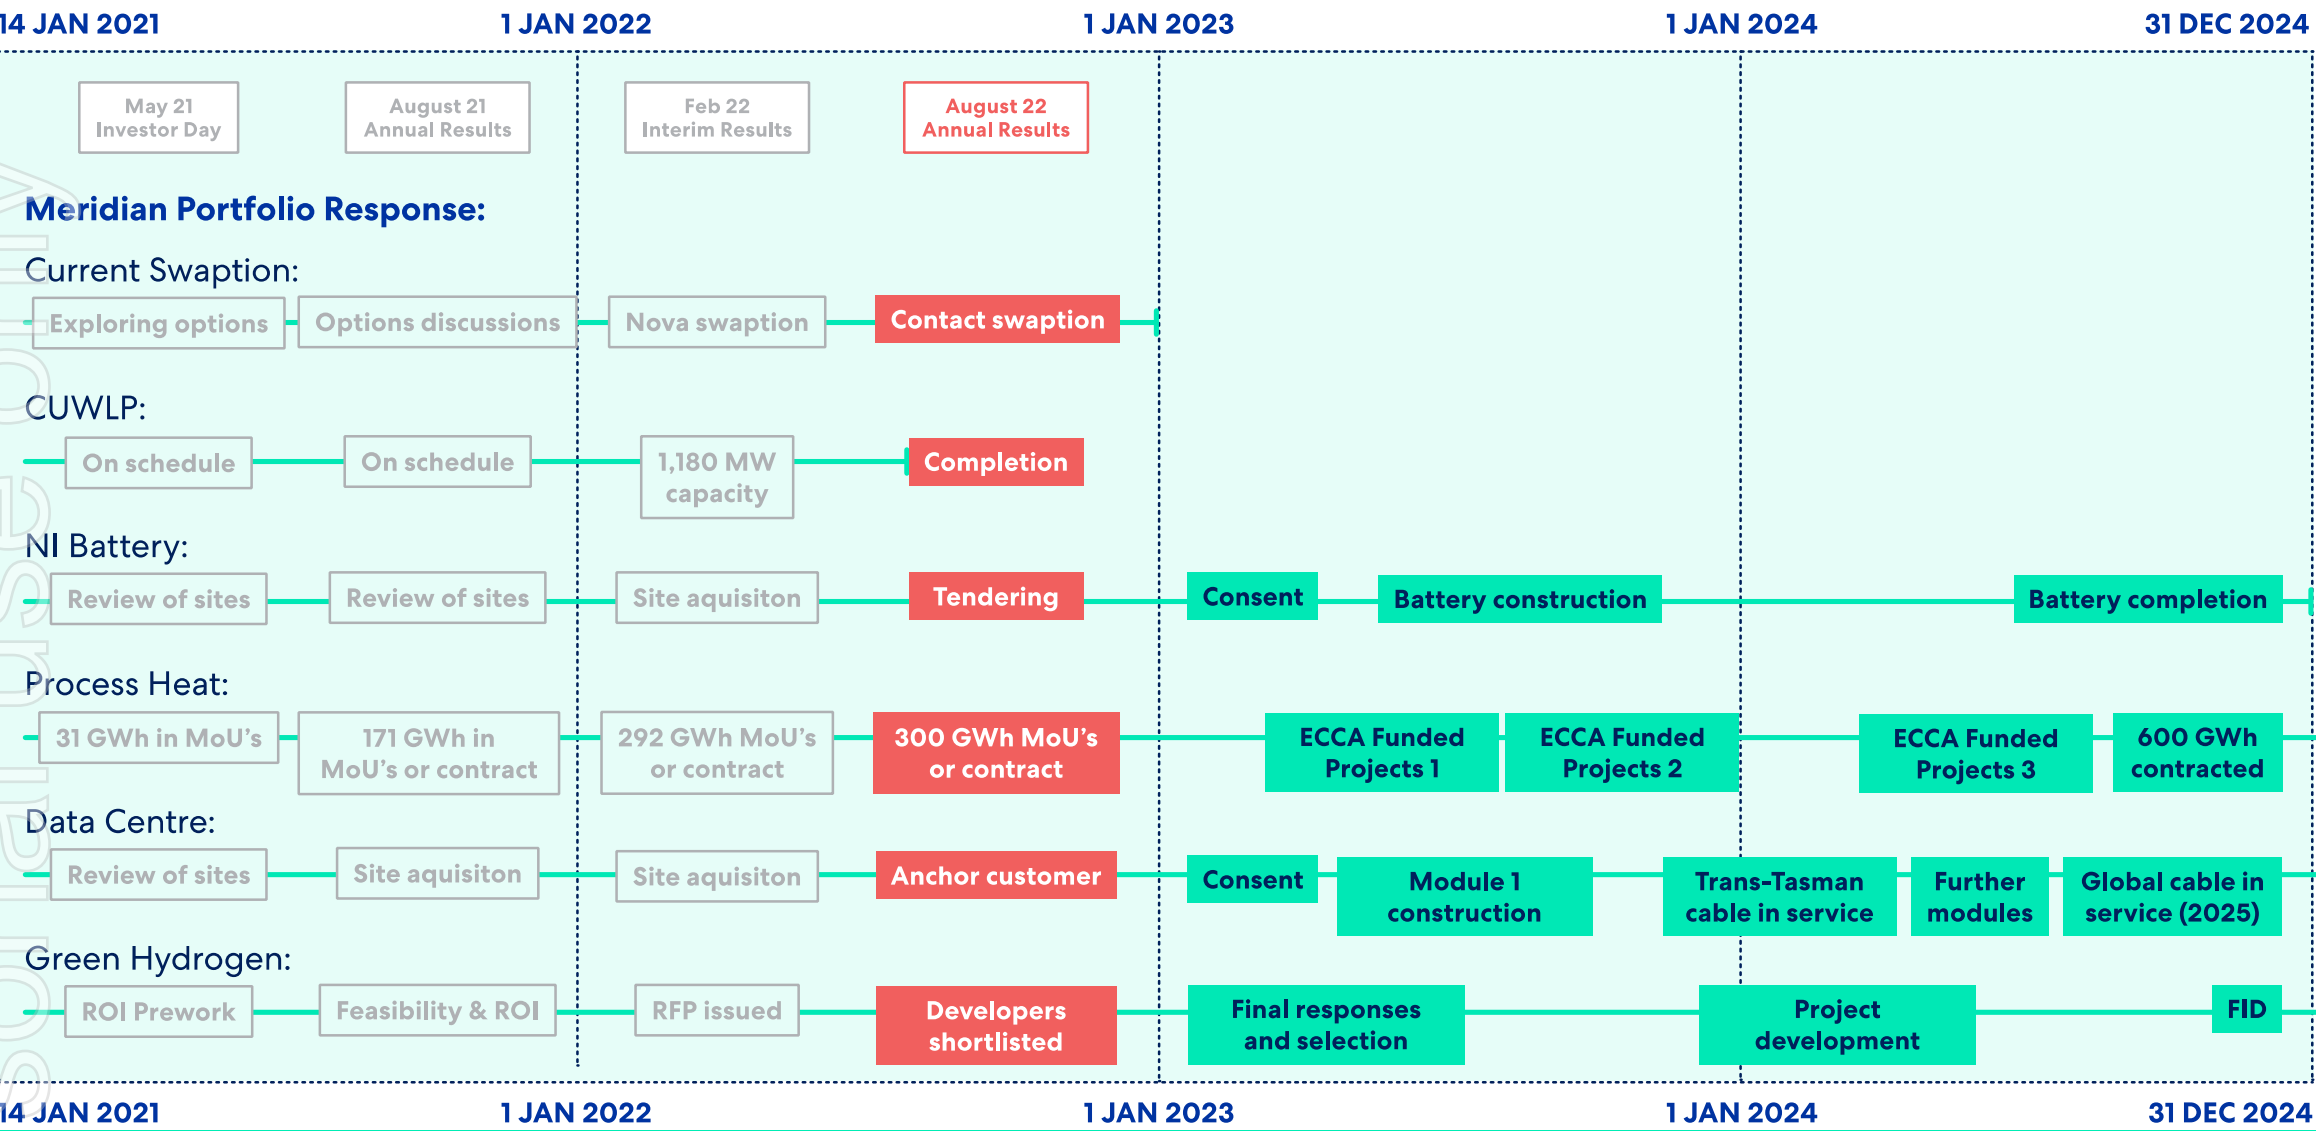 14 JAN 2021 1 JAN 2022 1 JAN 2023 1 JAN 2024 31 DEC 2024
May 21 August 21 Feb 22 August 22
Investor Day Annual Results Interim Results Annual Results
Meridian Portfolio Response:
Current Swaption:
Exploring options Options discussions Nova swaption Contact swaption
CUWLP:
On schedule On schedule 1,180 MW Completion
capacity
NI Battery:
Review of sites Review of sites Site aquisiton Tendering Consent Battery construction Battery completion
Process Heat:
31 GWh in MoU's 171 GWh in 292 GWh MoU's 300 GWh MoU's ECCA Funded ECCA Funded ECCA Funded 600 GWh
MoU's or contract or contract or contract Projects 1 Projects 2 Projects 3 contracted
Data Centre:
Review of sites Site aquisiton Site aquisiton Anchor customer Consent Module 1 Trans-Tasman Further Global cable in
construction cable in service modules service (2025)
Green Hydrogen:
ROI Prework Feasibility & ROI RFP issued Developers Final responses Project FID
shortlisted and selection development
14 JAN 2021 1 JAN 2022 1 JAN 2023 1 JAN 2024 31 DEC 2024
use only